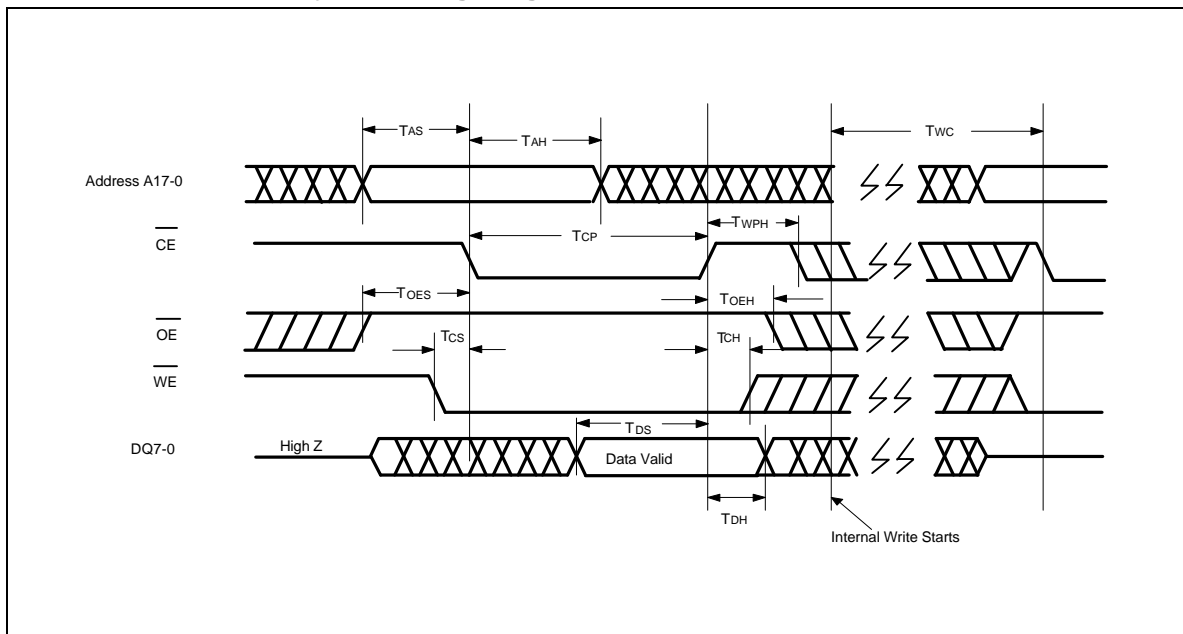 TAS
TAH
TWC
Address A17-0
TWPH
CE
TCP
TOES
TOEH
OE
TCS
TCH
WE
TDS
DQ7-0
High Z
Data Valid
TDH
Internal Write Starts